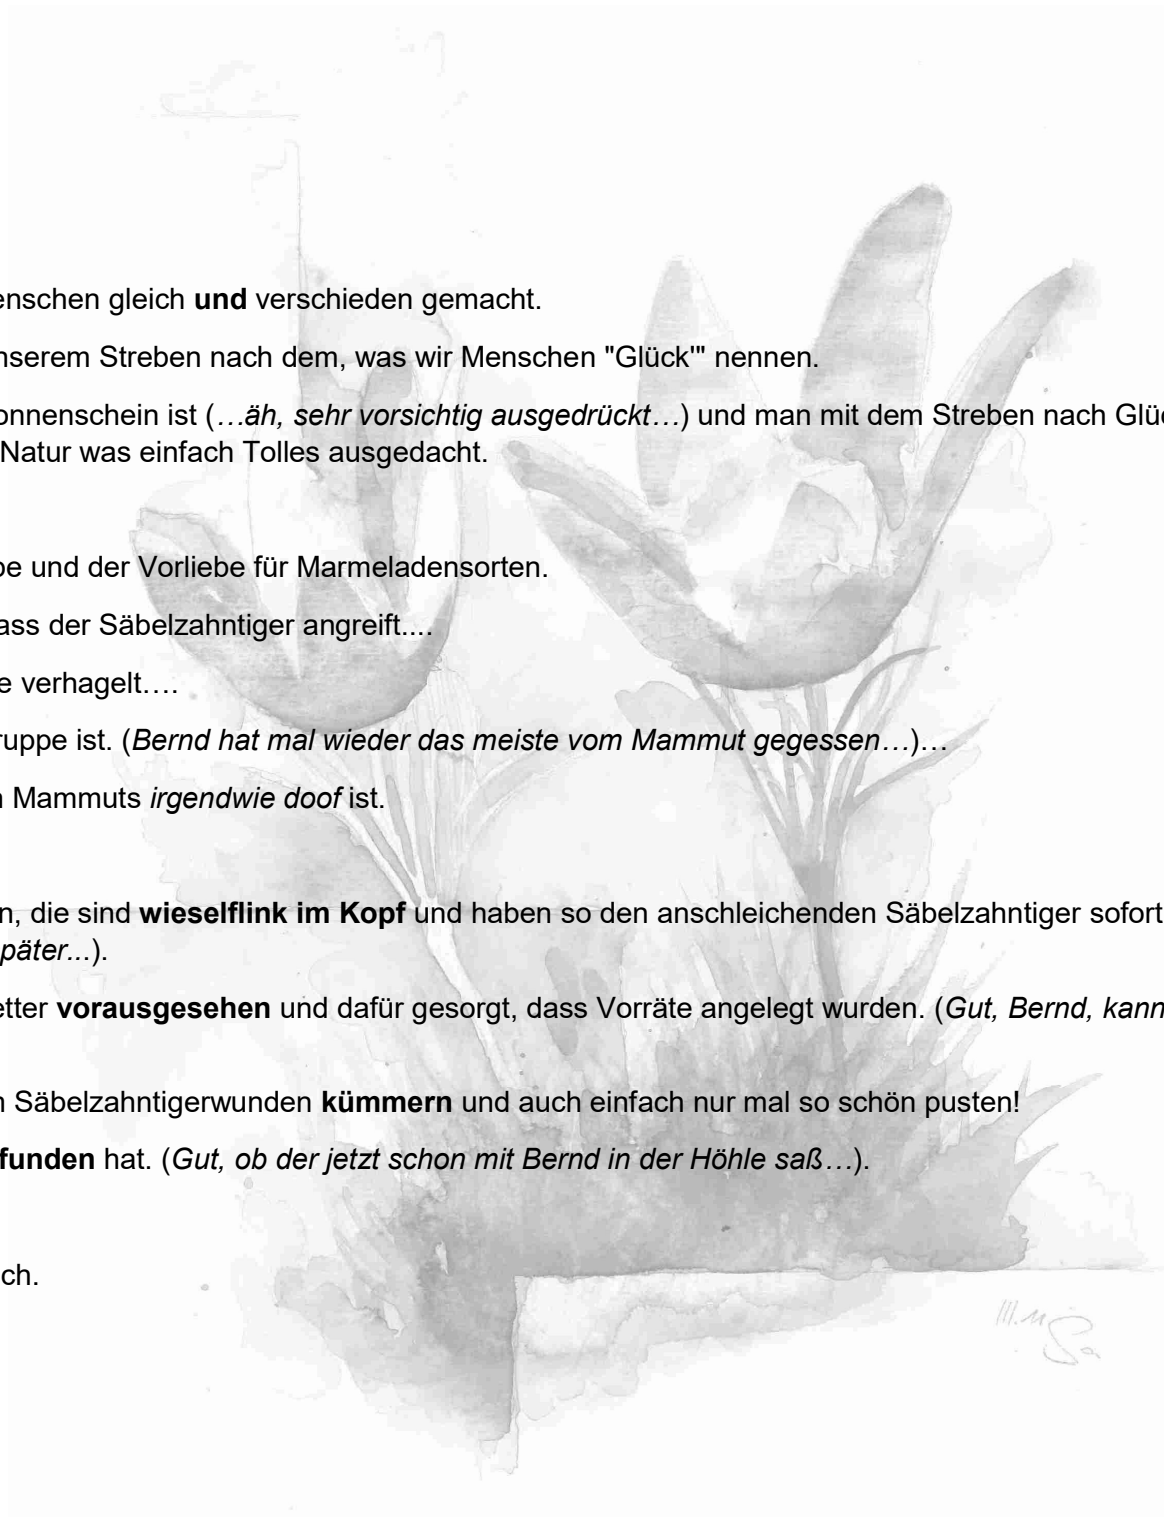 enschen gleich und verschieden gemacht.
nserem Streben nach dem, was wir Menschen "Glück'" nennen.
onnenschein ist (…äh, sehr vorsichtig ausgedrückt…) und man mit dem Streben nach Glüc
Natur was einfach Tolles ausgedacht.
be und der Vorliebe für Marmeladensorten.
ass der Säbelzahntiger angreift....
e verhagelt….
ruppe ist. (Bernd hat mal wieder das meiste vom Mammut gegessen…)…
n Mammuts irgendwie doof ist.
n, die sind wieselflink im Kopf und haben so den anschleichenden Säbelzahntiger sofort
päter...).
etter vorausgesehen und dafür gesorgt, dass Vorräte angelegt wurden. (Gut, Bernd, kann
n Säbelzahntigerwunden kümmern und auch einfach nur mal so schön pusten!
funden hat. (Gut, ob der jetzt schon mit Bernd in der Höhle saß…).
ch.